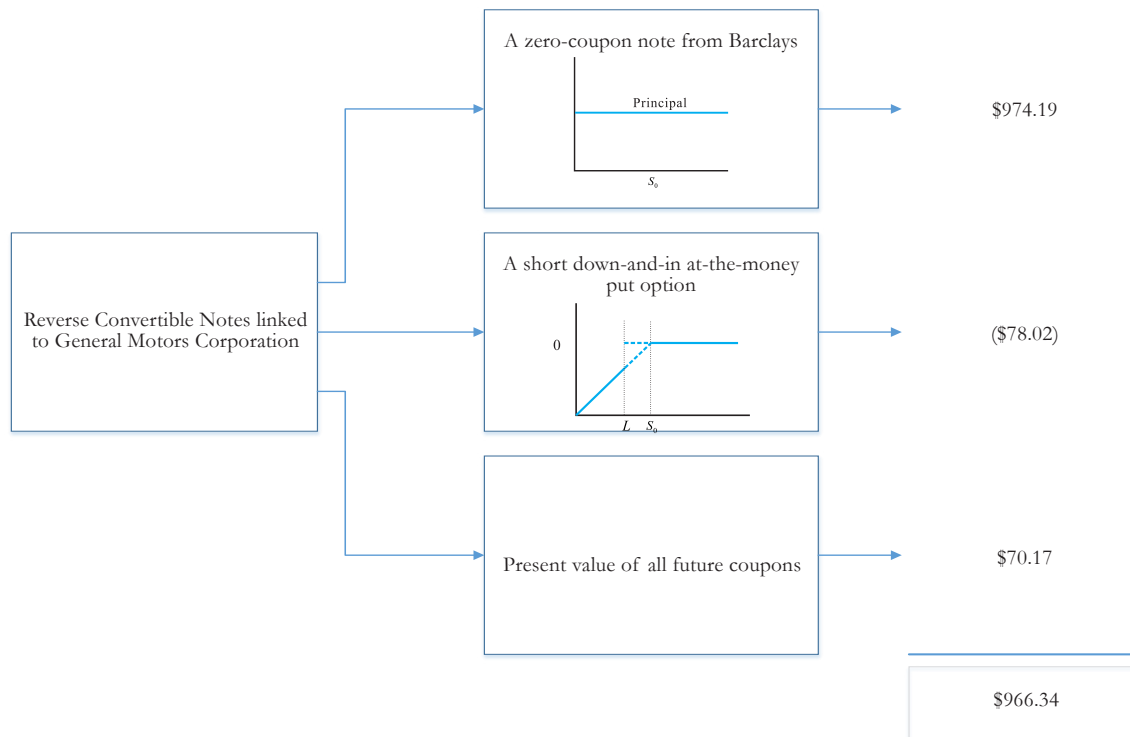 A zero-coupon note from Barclays
Principal
S₀
$974.19
Reverse Convertible Notes linked
to General Motors Corporation
A short down-and-in at-the-money
put option
0
L S₀
($78.02)
Present value of all future coupons
$70.17
$966.34